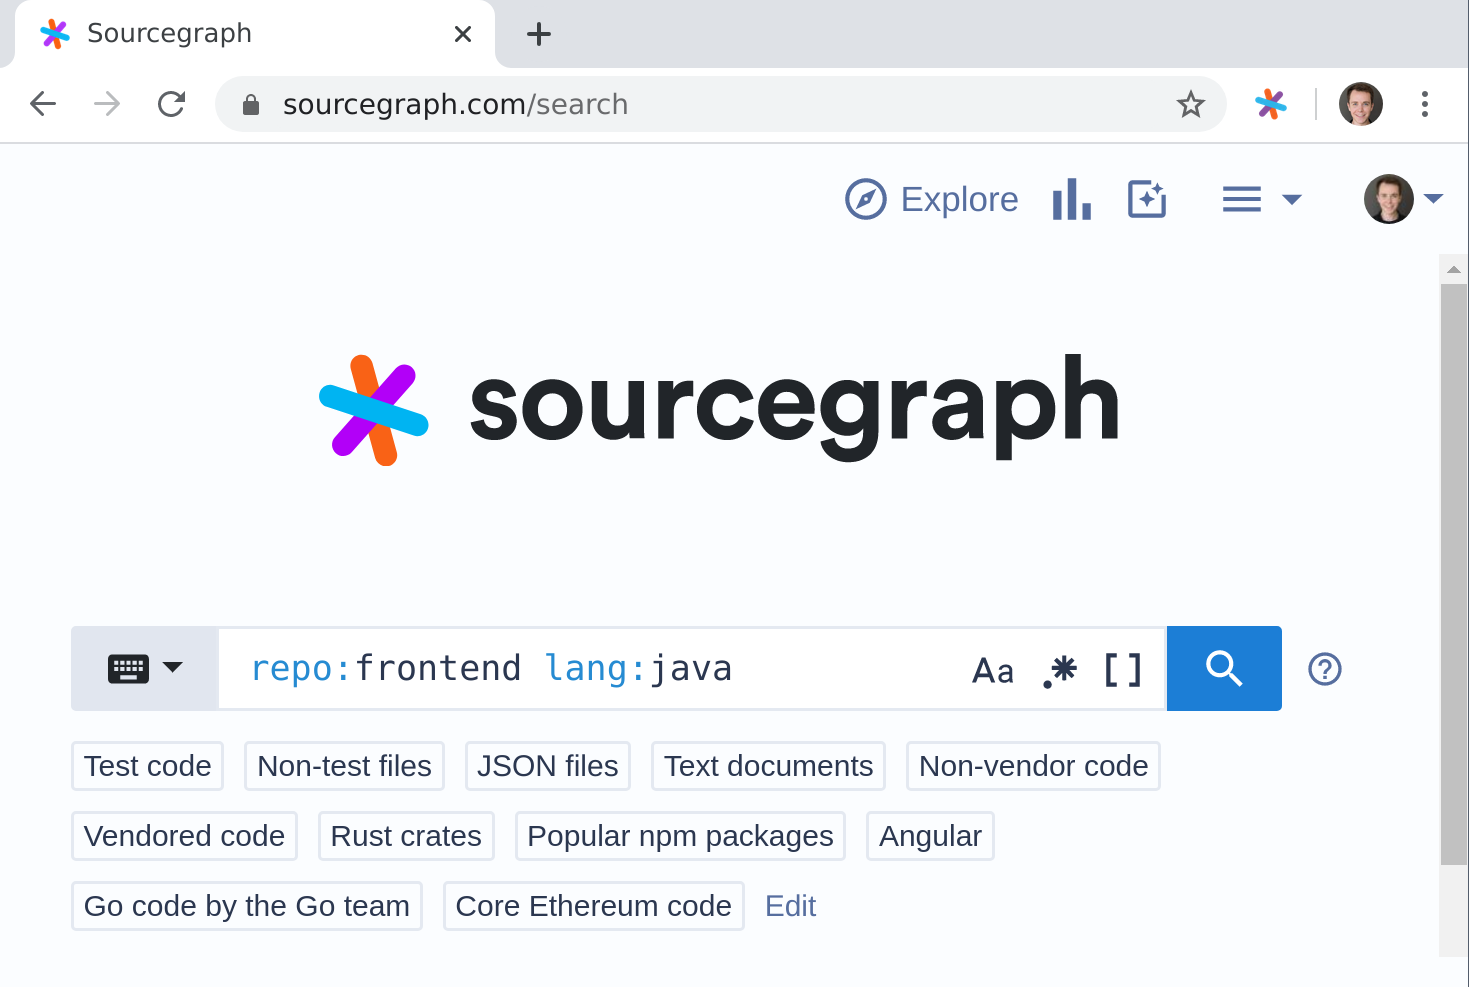 Sourcegraph
sourcegraph.com/search
Explore
sourcegraph
repo:frontend lang:java Aa .* []
Test code Non-test files JSON files Text documents Non-vendor code
Vendored code Rust crates Popular npm packages Angular
Go code by the Go team Core Ethereum code Edit